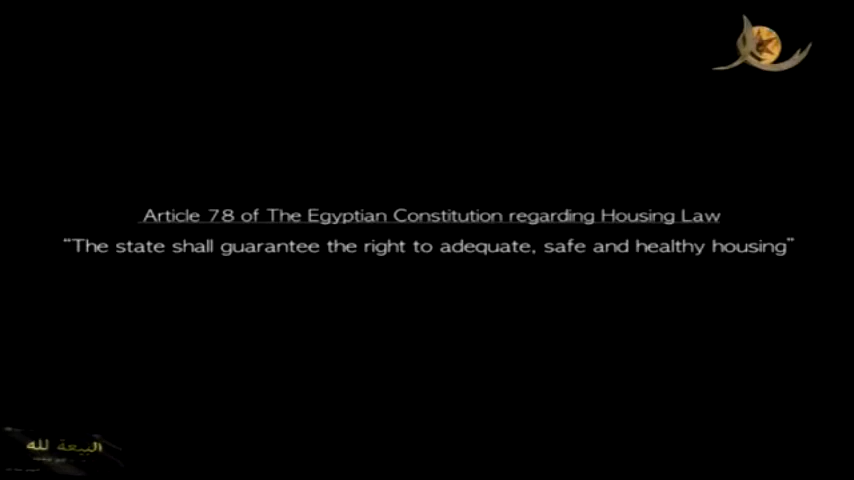 Article 78 of The Egyptian Constitution regarding Housing Law
“The state shall guarantee the right to adequate, safe and healthy housing”
البيعة لله